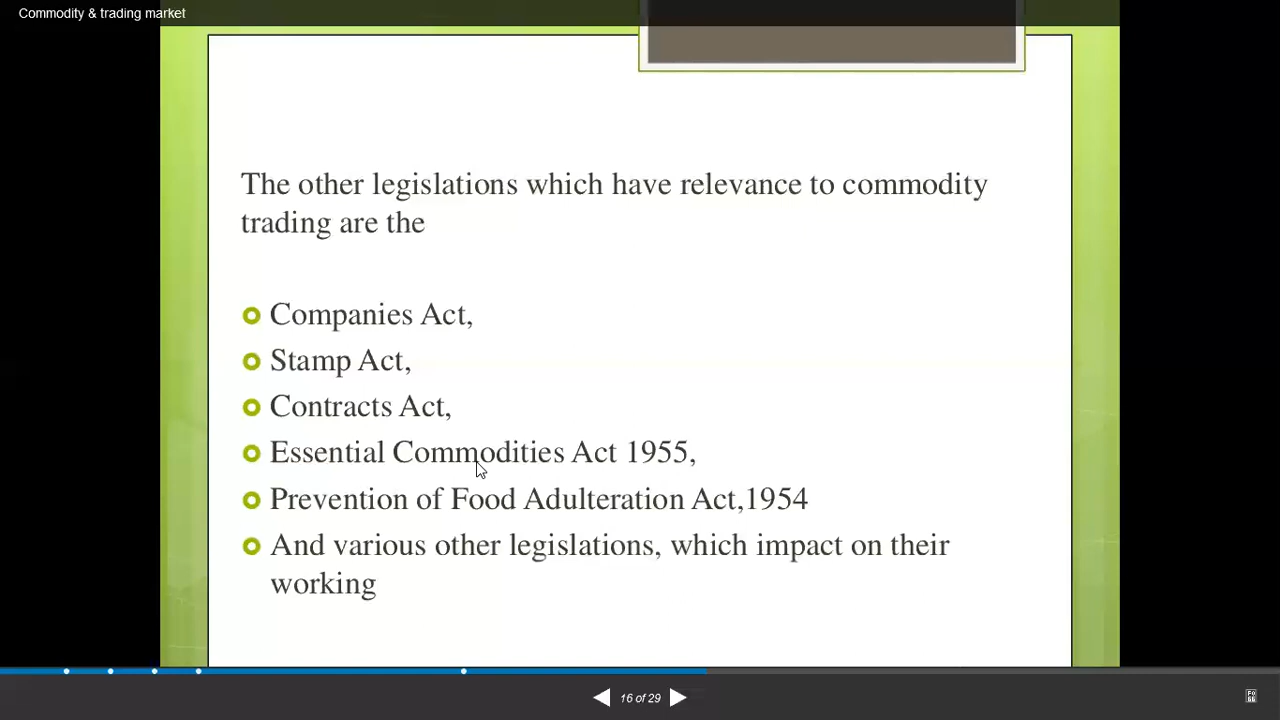 Commodity & trading market
The other legislations which have relevance to commodity
trading are the
Companies Act,
Stamp Act,
Contracts Act,
Essential Commodities Act 1955,
Prevention of Food Adulteration Act,1954
And various other legislations, which impact on their
working
16 of 29